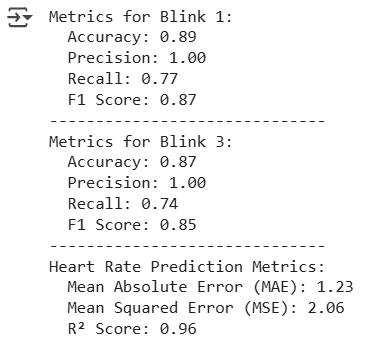 Metrics for Blink 1:
Accuracy: 0.89
Precision: 1.00
Recall: 0.77
F1 Score: 0.87
------------------------------
Metrics for Blink 3:
Accuracy: 0.87
Precision: 1.00
Recall: 0.74
F1 Score: 0.85
------------------------------
Heart Rate Prediction Metrics:
Mean Absolute Error (MAE): 1.23
Mean Squared Error (MSE): 2.06
R² Score: 0.96